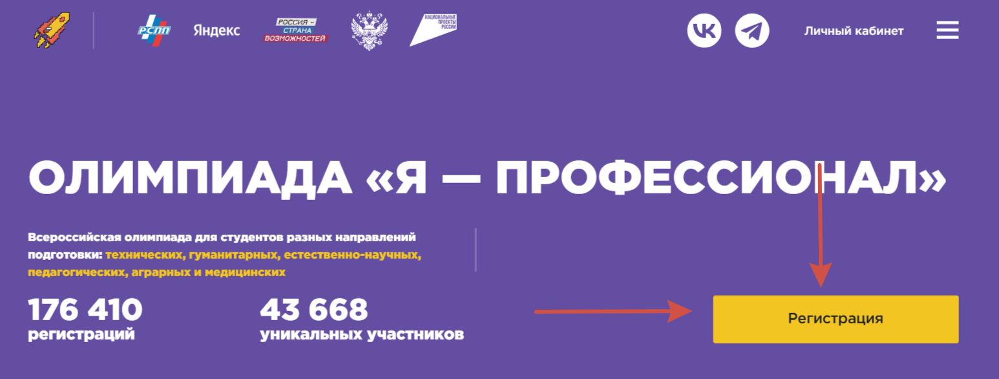 РСПП
Яндекс
РОССИЯ –
СТРАНА
ВОЗМОЖНОСТЕЙ
НАЦИОНАЛЬНЫЕ
ПРОЕКТЫ
РОССИИ
Личный кабинет
ОЛИМПИАДА «Я — ПРОФЕССИОНАЛ»
Всероссийская олимпиада для студентов разных направлений
подготовки: технических, гуманитарных, естественно-научных,
педагогических, аграрных и медицинских
176 410
регистраций
43 668
уникальных участников
Регистрация